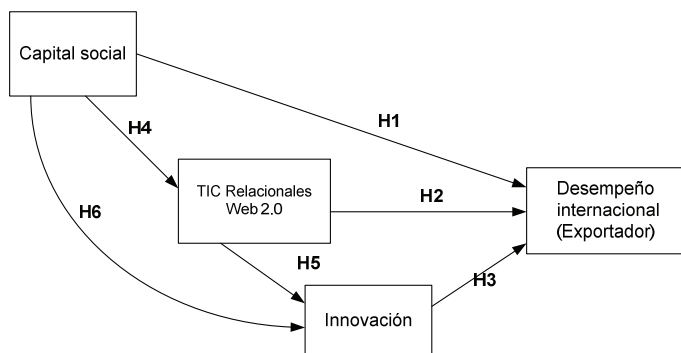 Capital social
H1
H4
TIC Relacionales
Web 2.0
H2
Desempeño
internacional
(Exportador)
H6
H5
H3
Innovación